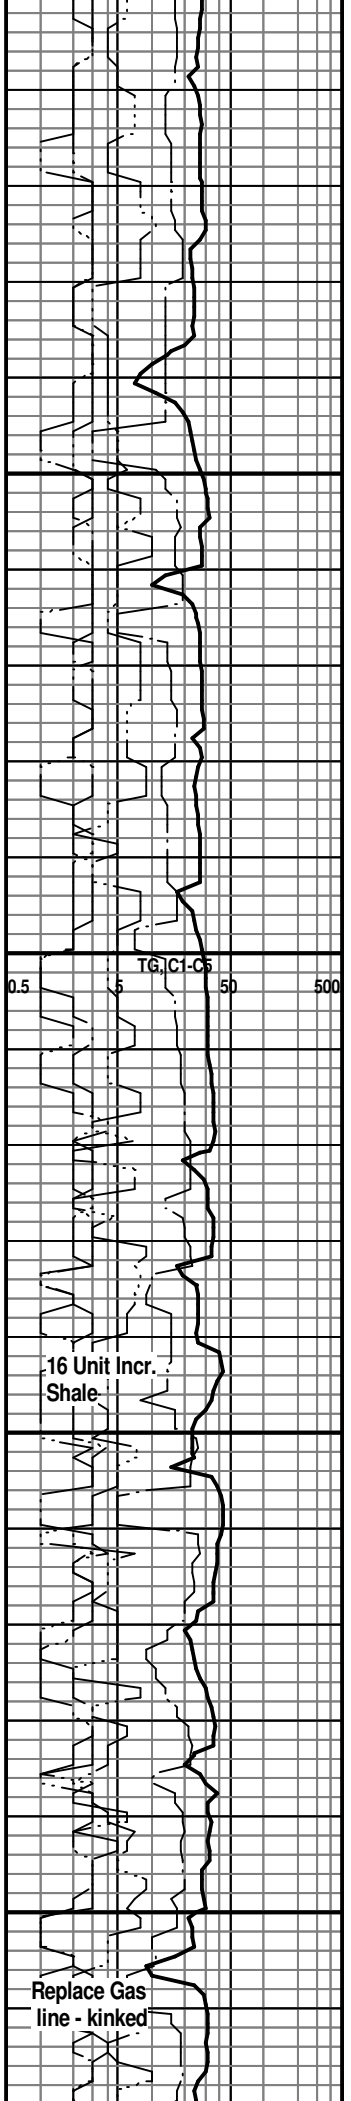 TG, C1-C5
0.5 5 50 500
16 Unit Incr.
Shale
Replace Gas
line - kinked